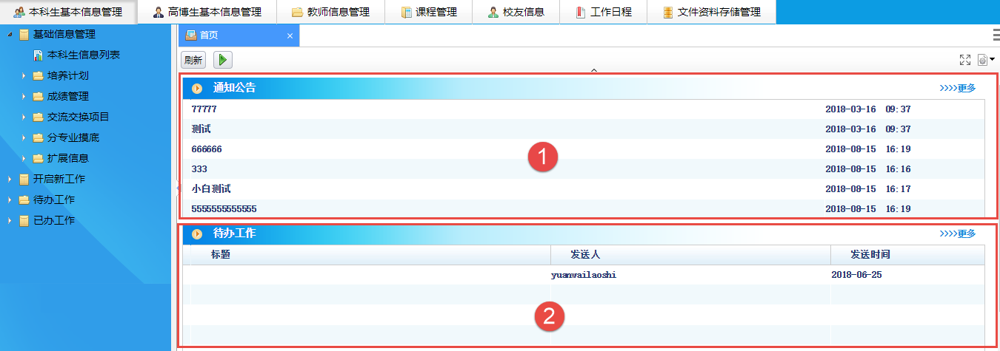 本科生基本信息管理 高博生基本信息管理 教师信息管理 课程管理 校友信息 工作日程 文件资料存储管理
基础信息管理
本科生信息列表
培养计划
成绩管理
交流交换项目
分专业摸底
扩展信息
开启新工作
待办工作
已办工作
首页 ×
刷新
通知公告 >>>>更多
77777 2018-03-16 09:37
测试 2018-03-16 09:37
666666 2018-08-15 16:19
333 2018-08-15 16:16
小白测试 2018-08-15 16:17
5555555555555 2018-08-15 16:19
1
待办工作 >>>>更多
标题 发送人 发送时间
yuanwailaoshi 2018-06-25
2